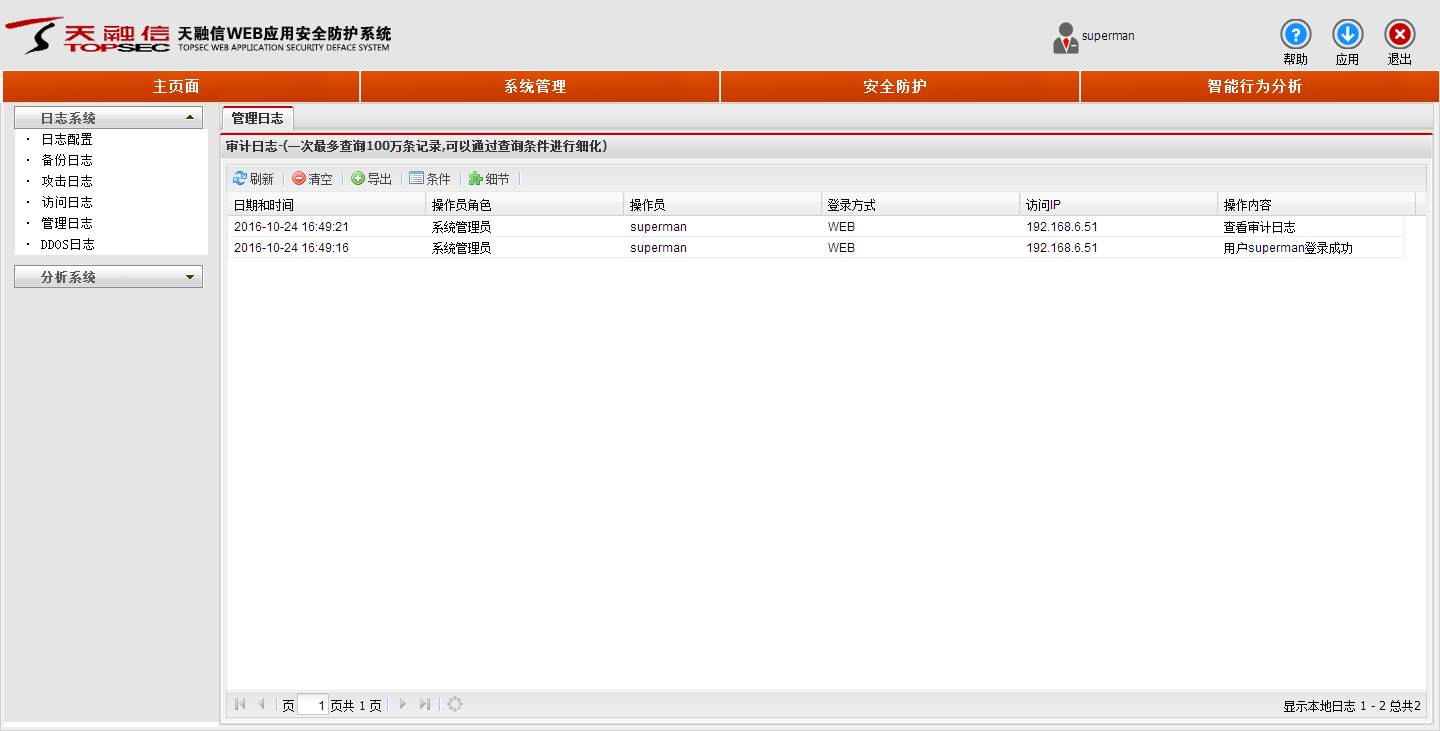 天融信 TOPSEC
天融信WEB应用安全防护系统
TOPSEC WEB APPLICATION SECURITY DEFACE SYSTEM
superman
帮助 应用 退出
主页面 系统管理 安全防护 智能行为分析
日志系统
· 日志配置
· 备份日志
· 攻击日志
· 访问日志
· 管理日志
· DDOS日志
分析系统
管理日志
审计日志-(一次最多查询100万条记录,可以通过查询条件进行细化)
刷新 清空 导出 条件 细节
日期和时间 操作员角色 操作员 登录方式 访问IP 操作内容
2016-10-24 16:49:21 系统管理员 superman WEB 192.168.6.51 查看审计日志
2016-10-24 16:49:16 系统管理员 superman WEB 192.168.6.51 用户superman登录成功
页 1 页共 1 页 显示本地日志 1 - 2 总共2